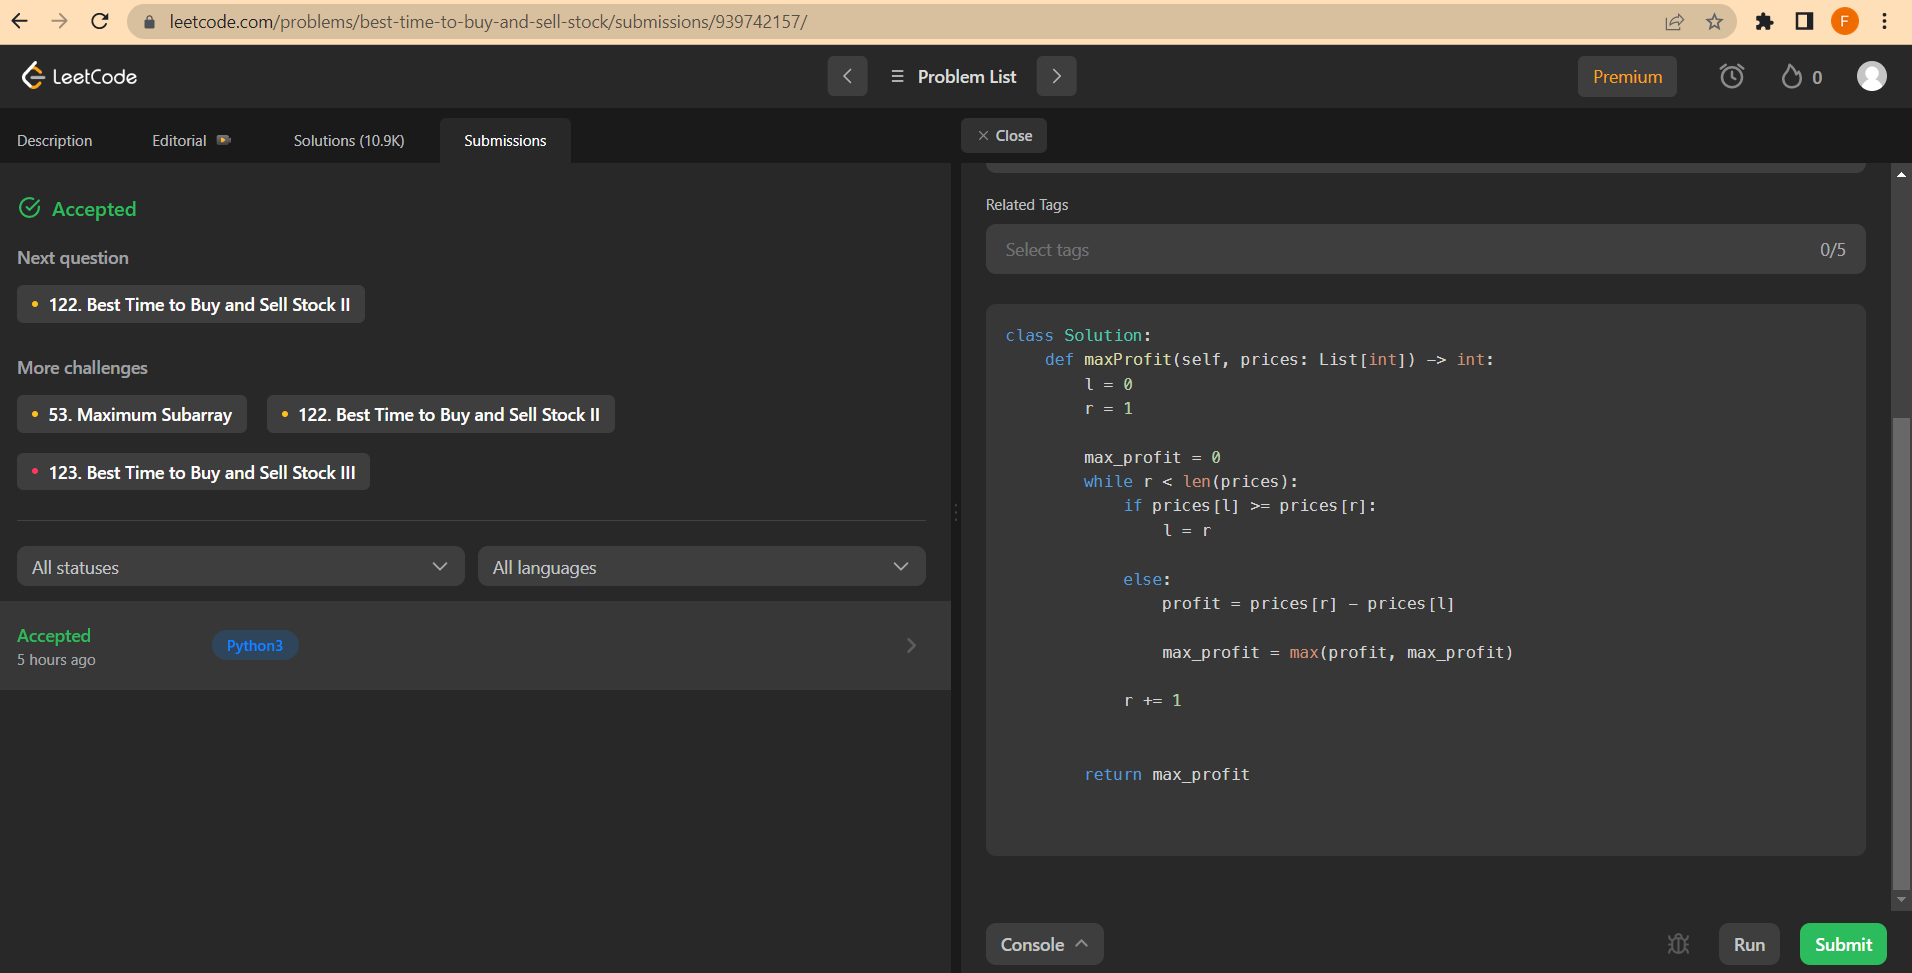 leetcode.com/problems/best-time-to-buy-and-sell-stock/submissions/939742157/
F
LeetCode
Problem List
Premium
0
Description
Editorial
Solutions (10.9K)
Submissions
Close
Accepted
Next question
122. Best Time to Buy and Sell Stock II
More challenges
53. Maximum Subarray
122. Best Time to Buy and Sell Stock II
123. Best Time to Buy and Sell Stock III
All statuses
All languages
Accepted
5 hours ago
Python3
Related Tags
Select tags
0/5
class Solution:
    def maxProfit(self, prices: List[int]) -> int:
        l = 0
        r = 1
        max_profit = 0
        while r < len(prices):
            if prices[l] >= prices[r]:
                l = r
            else:
                profit = prices[r] - prices[l]
                max_profit = max(profit, max_profit)
            r += 1
        return max_profit
Console
Run
Submit